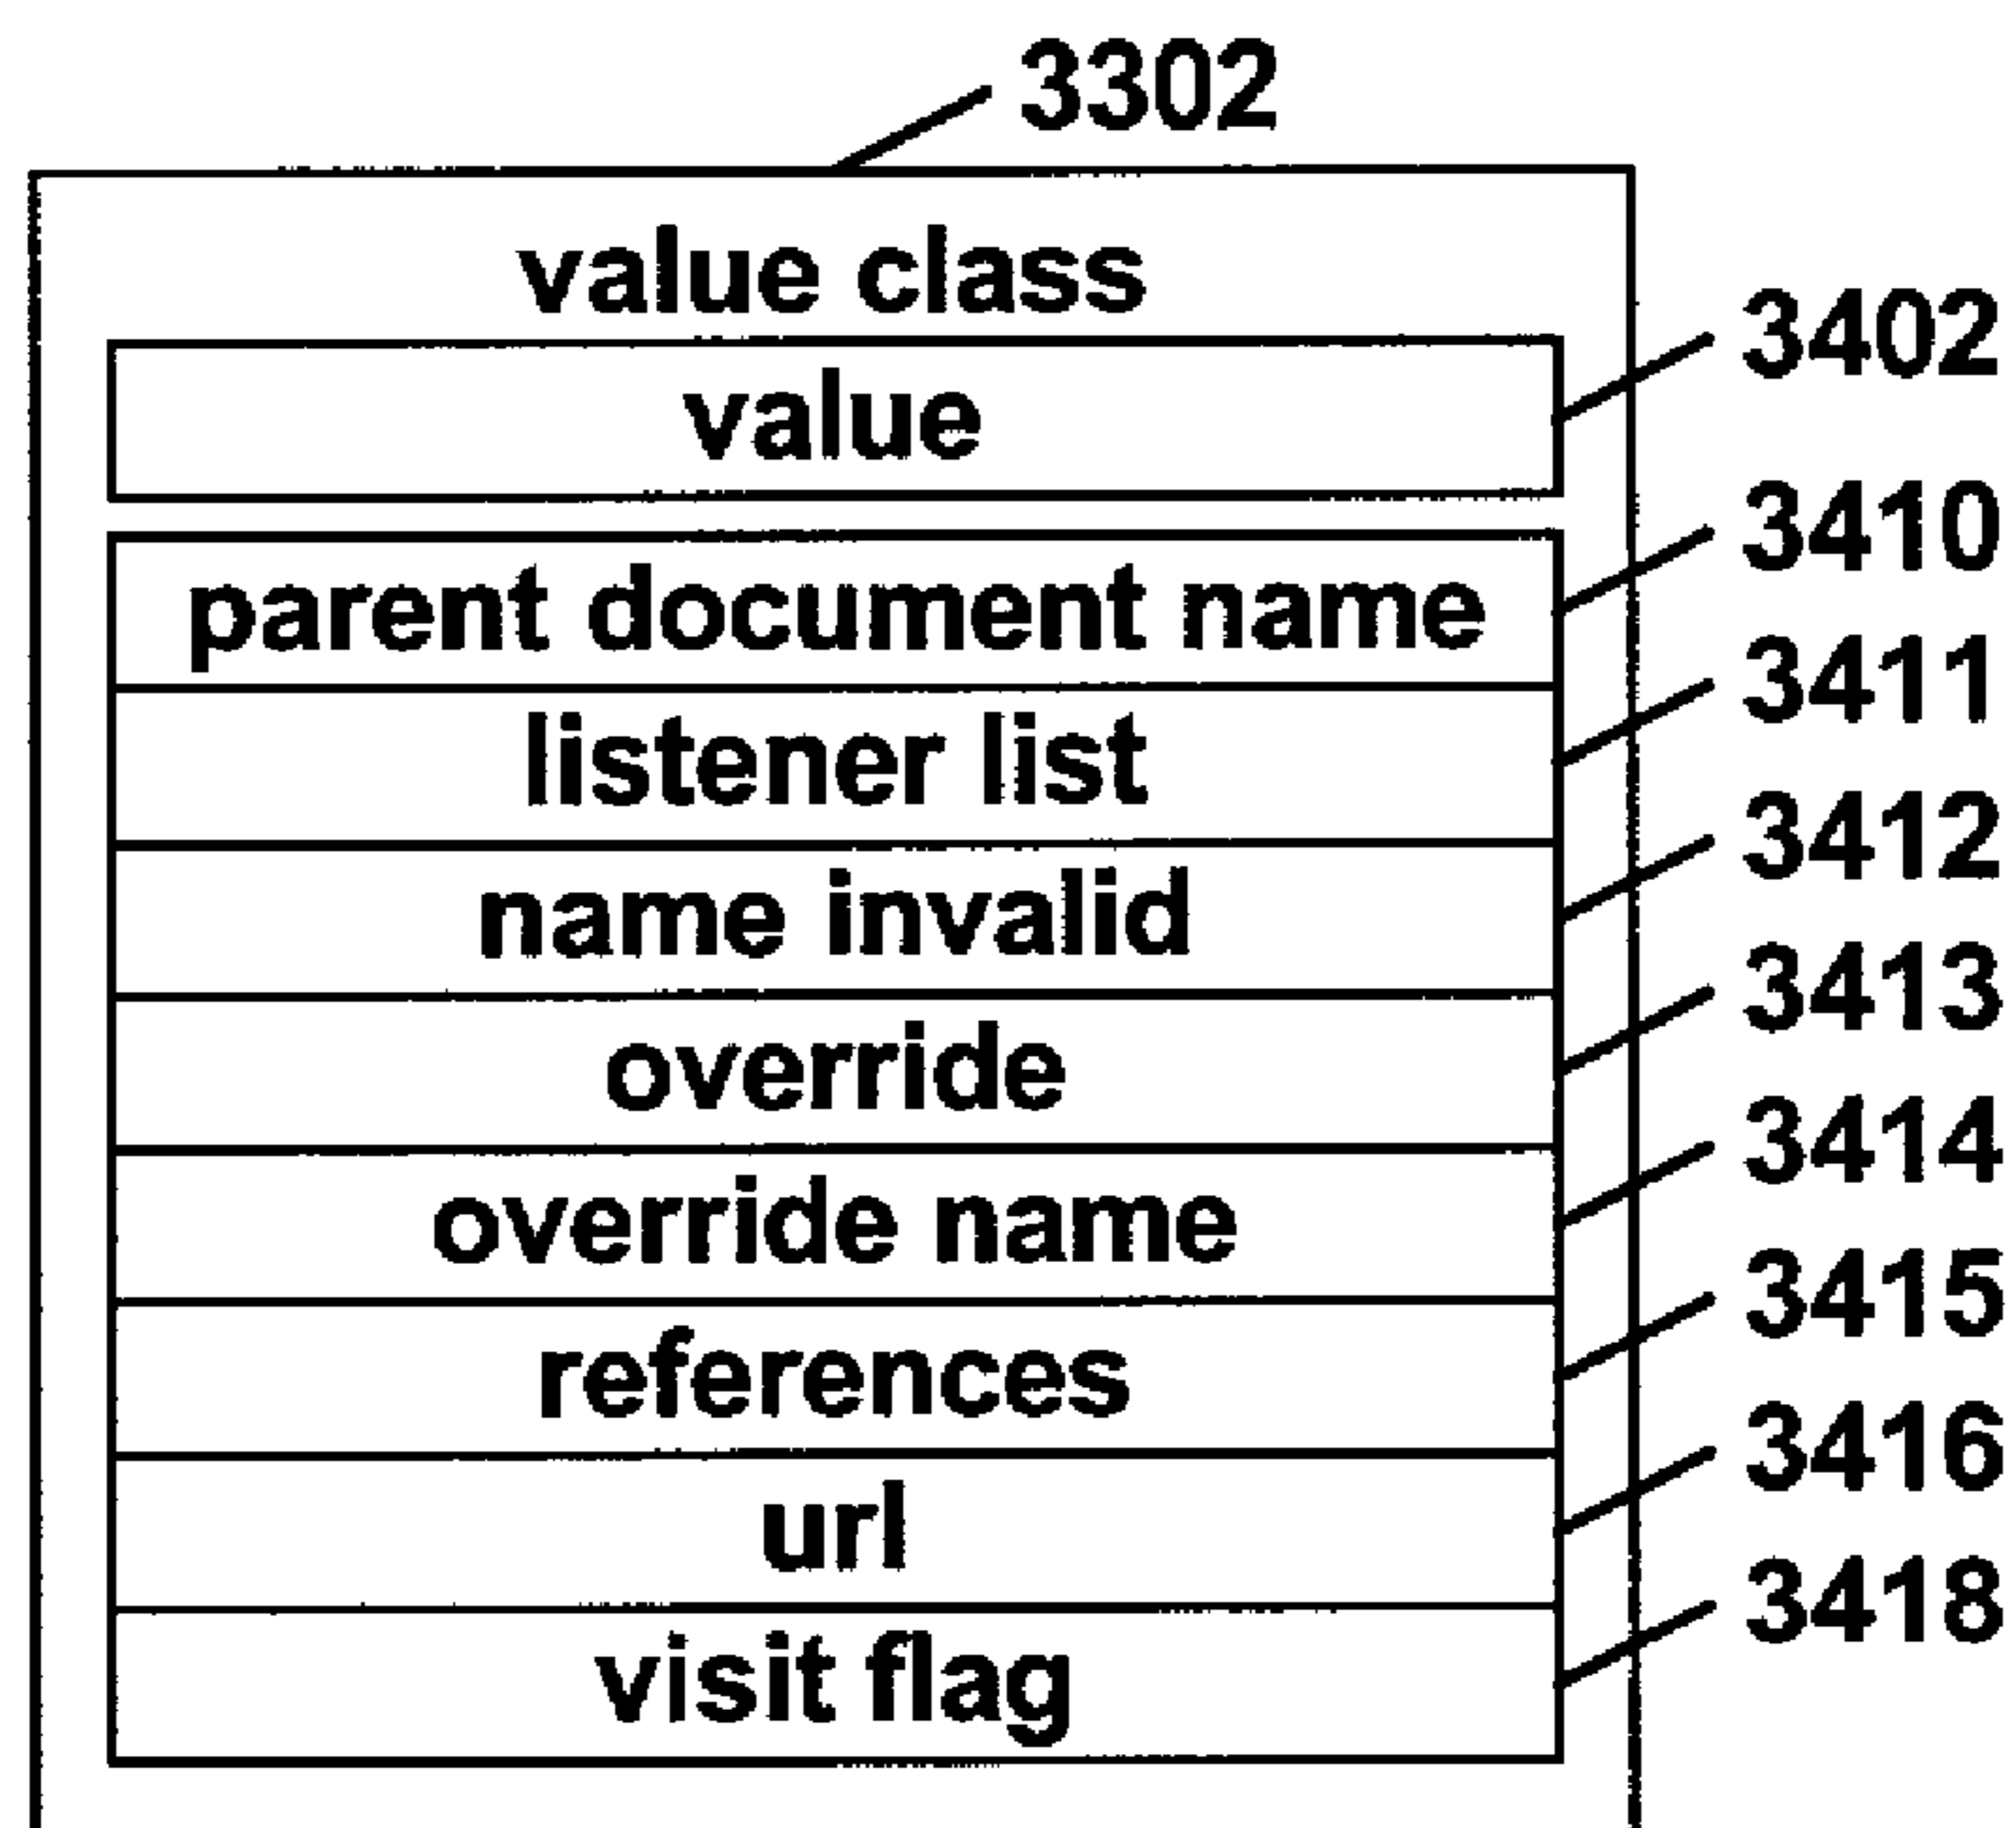 3302
value class
value 3402
parent document name 3410
listener list 3411
name invalid 3412
override 3413
override name 3414
references 3415
url 3416
visit flag 3418